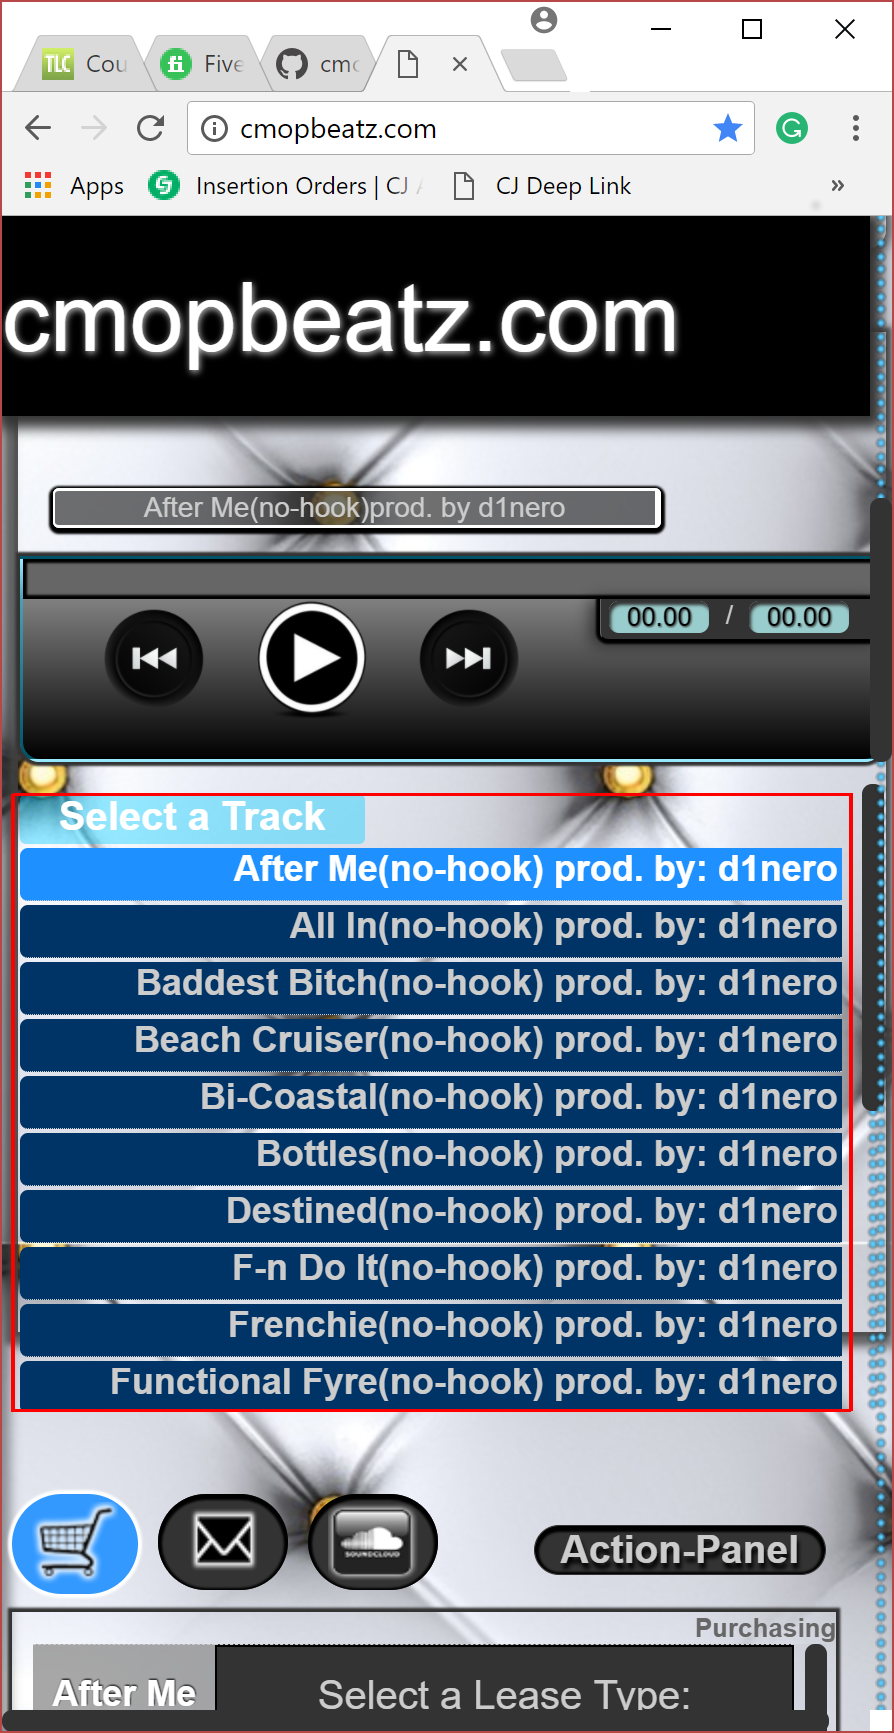 TLC Cou
fi Five
cmo
cmopbeatz.com
Apps
Insertion Orders | CJ A
CJ Deep Link
»
cmopbeatz.com
After Me(no-hook)prod. by d1nero
00.00 / 00.00
Select a Track
After Me(no-hook) prod. by: d1nero
All In(no-hook) prod. by: d1nero
Baddest Bitch(no-hook) prod. by: d1nero
Beach Cruiser(no-hook) prod. by: d1nero
Bi-Coastal(no-hook) prod. by: d1nero
Bottles(no-hook) prod. by: d1nero
Destined(no-hook) prod. by: d1nero
F-n Do It(no-hook) prod. by: d1nero
Frenchie(no-hook) prod. by: d1nero
Functional Fyre(no-hook) prod. by: d1nero
SOUNDCLOUD
Action-Panel
Purchasing
After Me
Select a Lease Type: